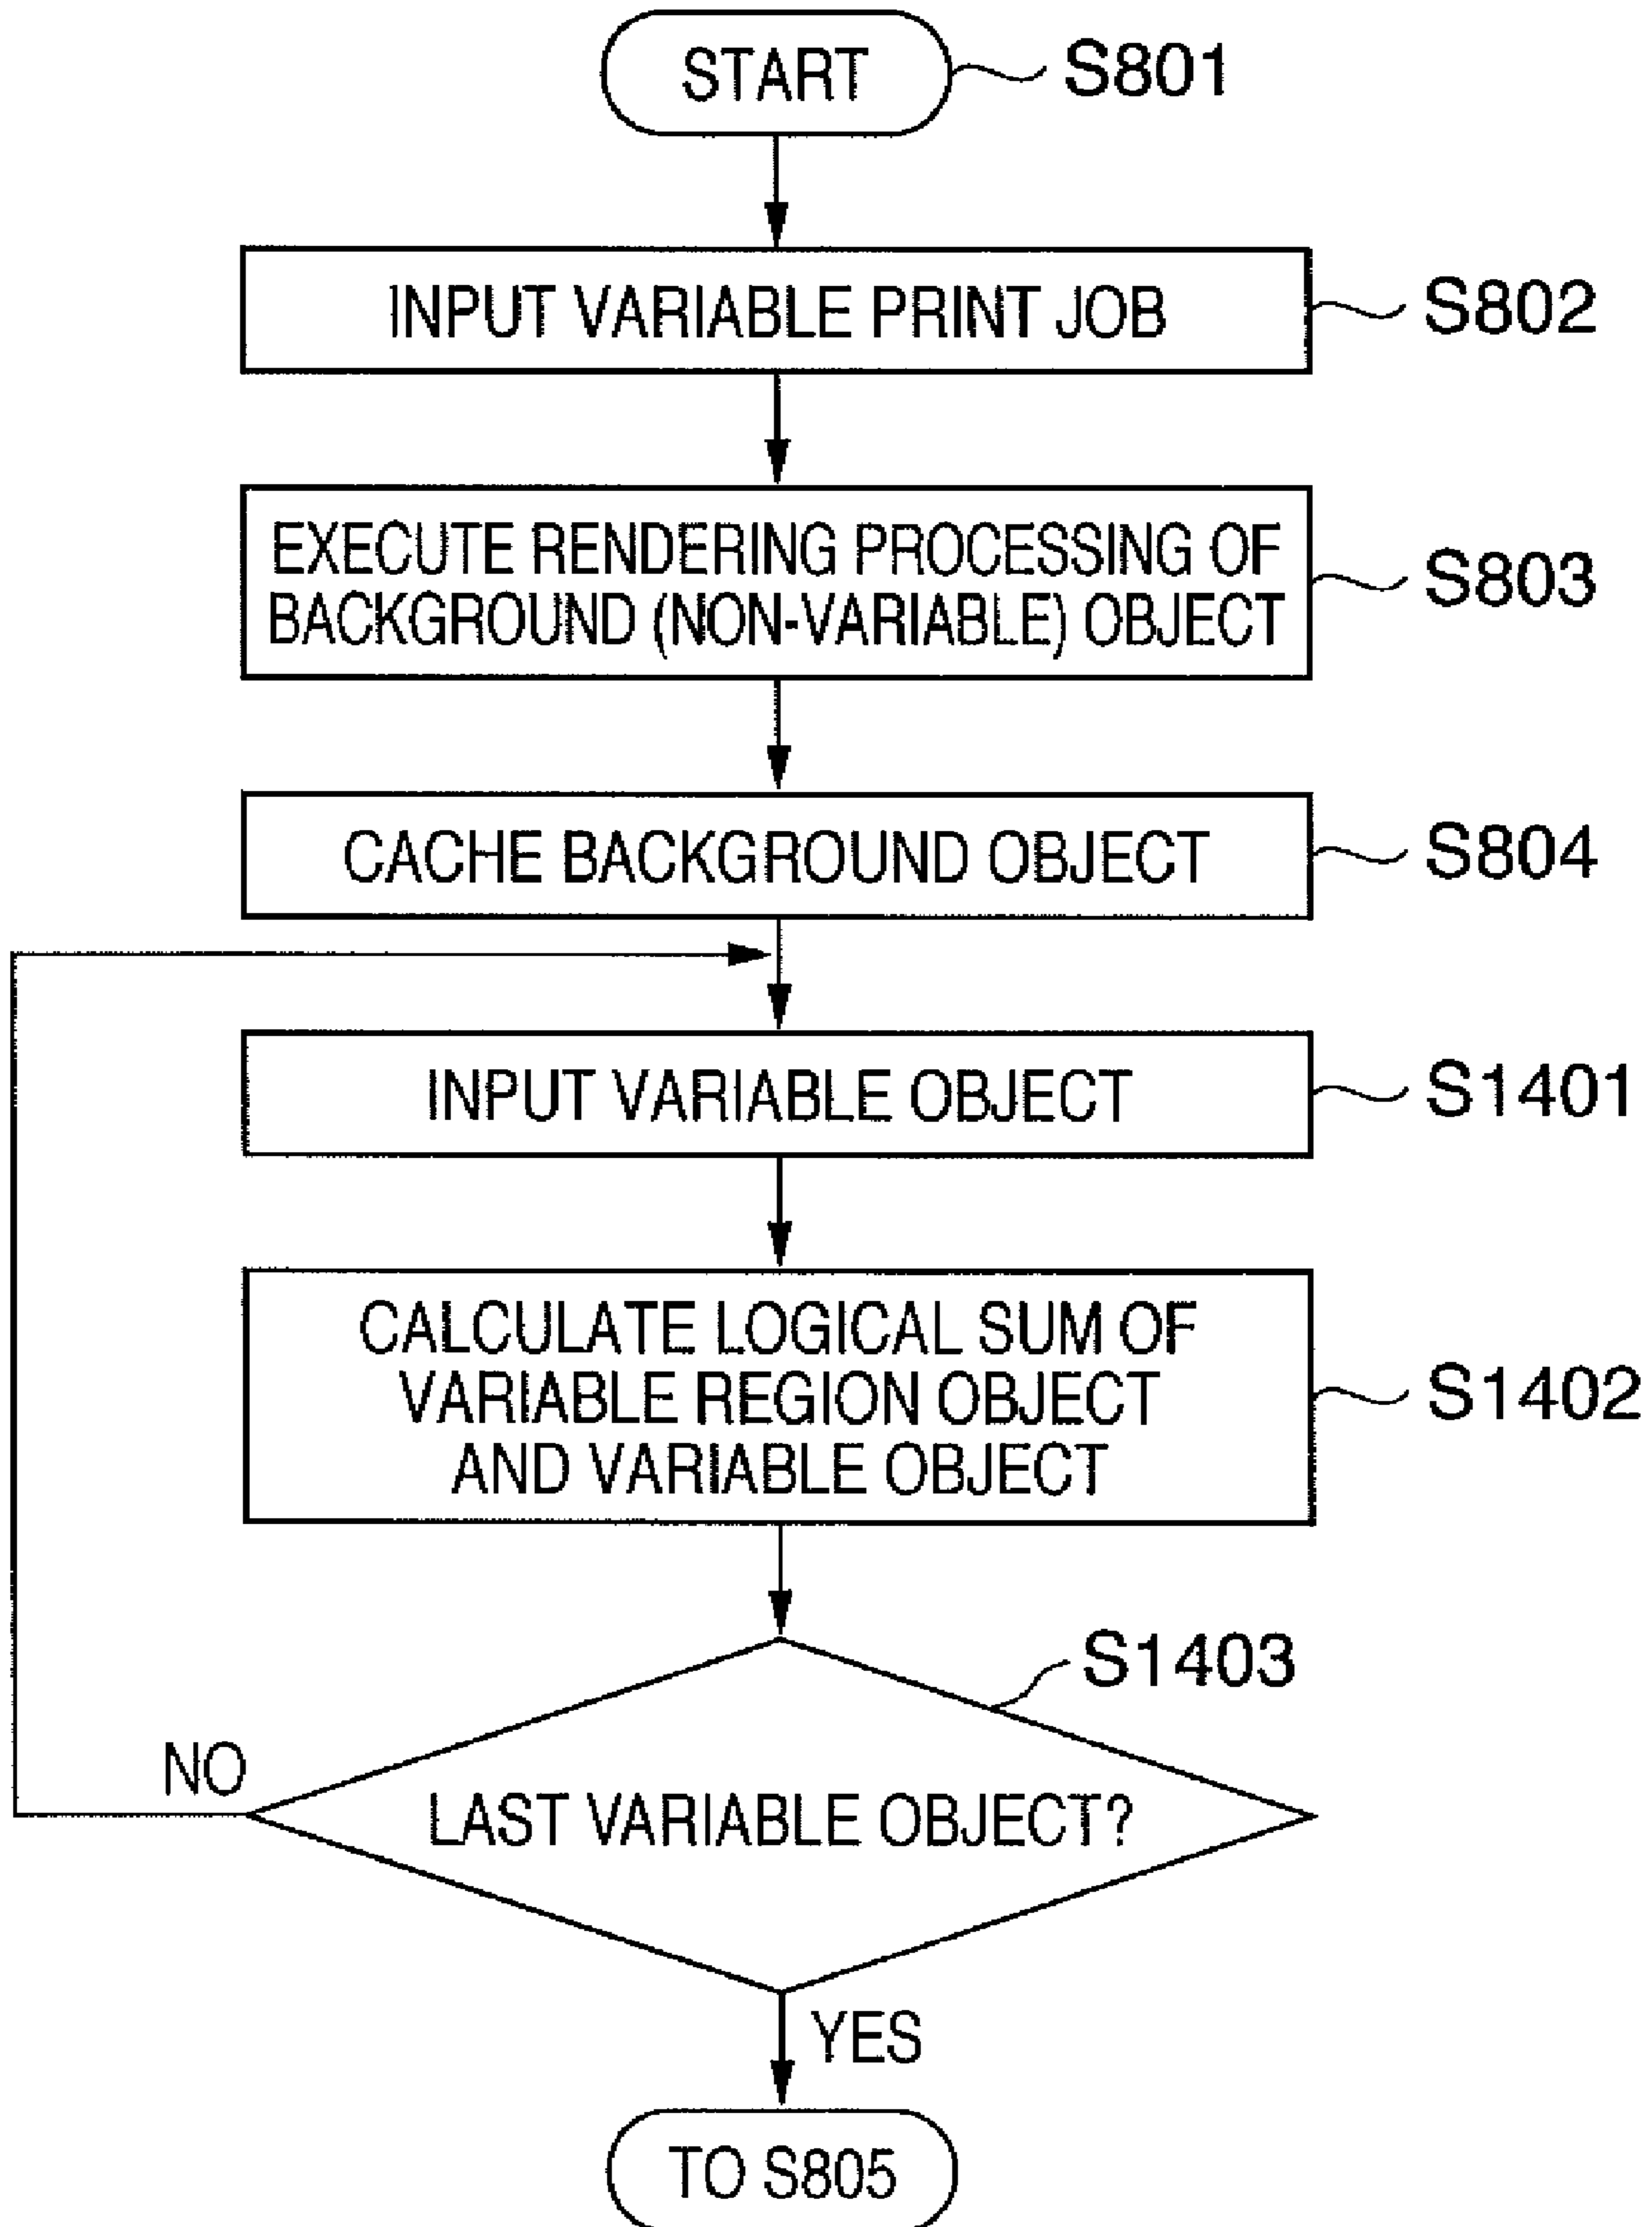 START
S801
INPUT VARIABLE PRINT JOB
S802
EXECUTE RENDERING PROCESSING OF
BACKGROUND (NON-VARIABLE) OBJECT
S803
CACHE BACKGROUND OBJECT
S804
INPUT VARIABLE OBJECT
S1401
CALCULATE LOGICAL SUM OF
VARIABLE REGION OBJECT
AND VARIABLE OBJECT
S1402
S1403
NO
LAST VARIABLE OBJECT?
YES
TO S805